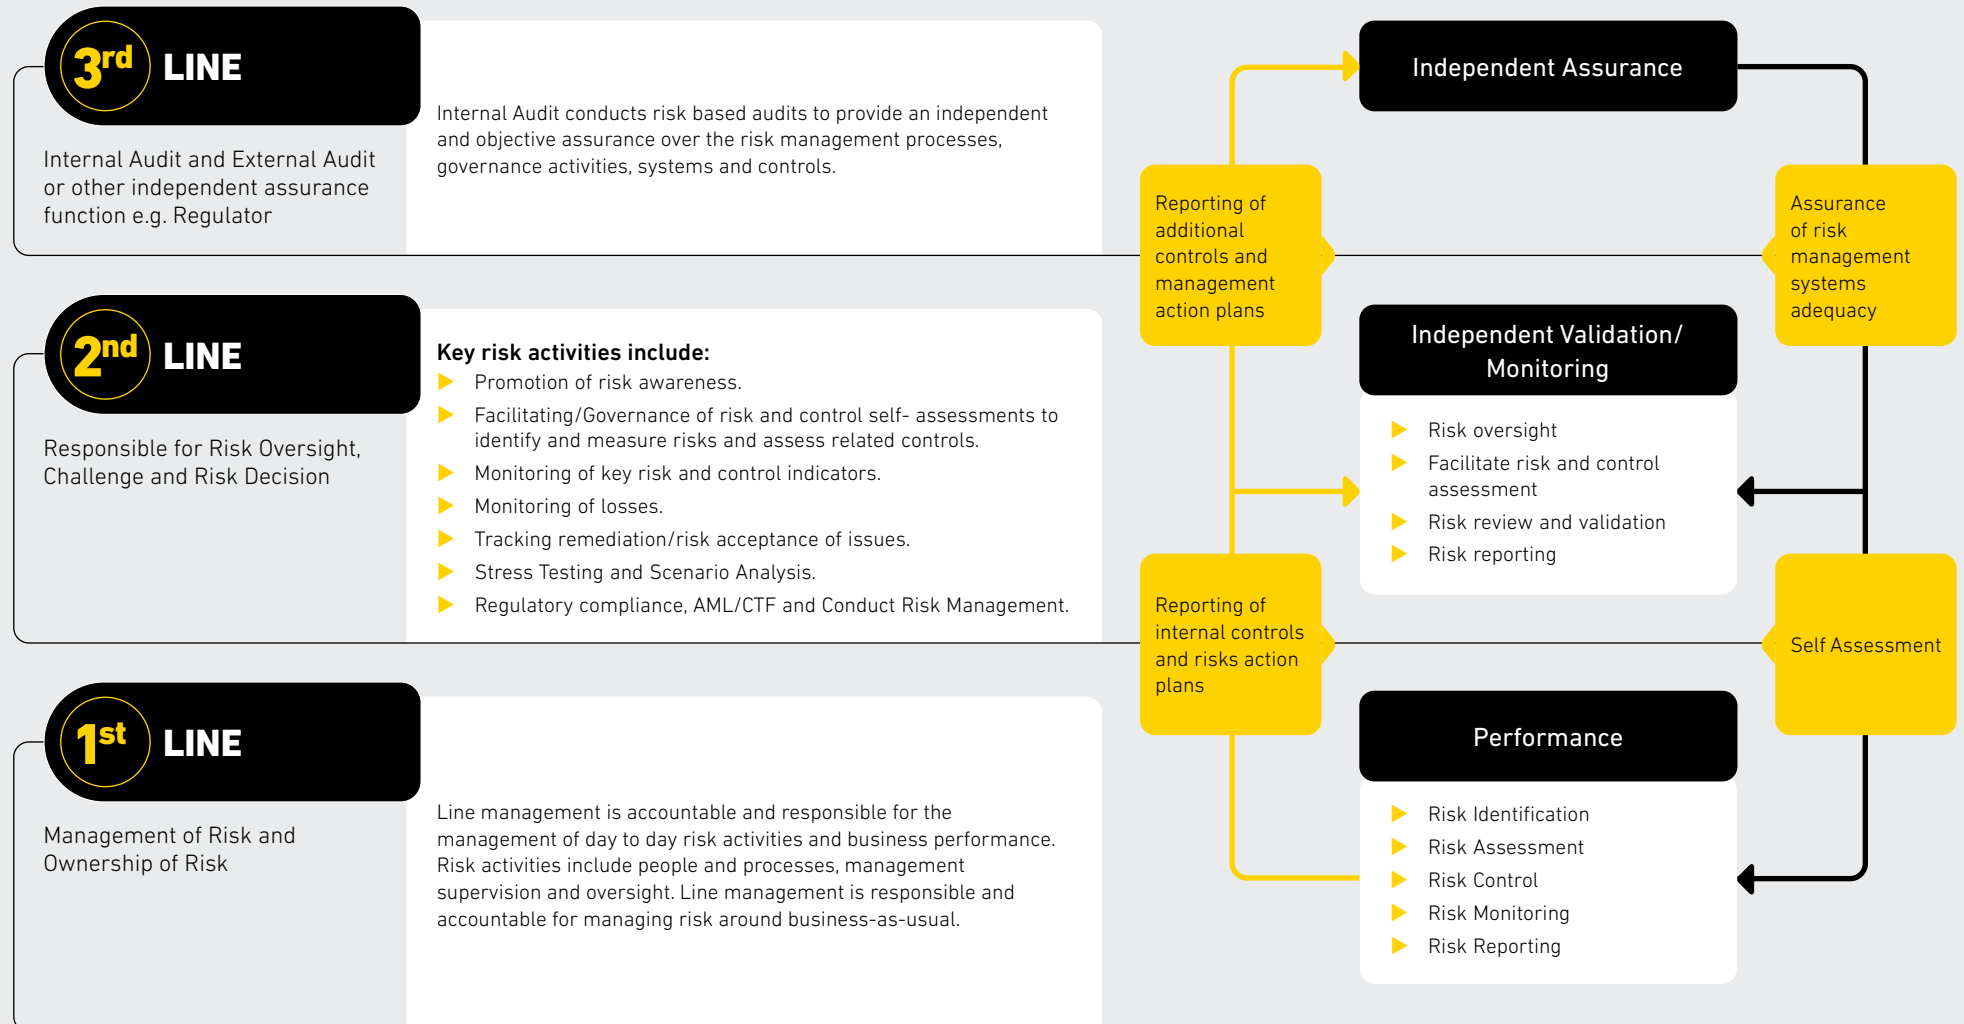 3rd LINE
Internal Audit and External Audit
or other independent assurance
function e.g. Regulator
Internal Audit conducts risk based audits to provide an independent
and objective assurance over the risk management processes,
governance activities, systems and controls.
2nd LINE
Responsible for Risk Oversight,
Challenge and Risk Decision
Key risk activities include:
Promotion of risk awareness.
Facilitating/Governance of risk and control self- assessments to
identify and measure risks and assess related controls.
Monitoring of key risk and control indicators.
Monitoring of losses.
Tracking remediation/risk acceptance of issues.
Stress Testing and Scenario Analysis.
Regulatory compliance, AML/CTF and Conduct Risk Management.
1st LINE
Management of Risk and
Ownership of Risk
Line management is accountable and responsible for the
management of day to day risk activities and business performance.
Risk activities include people and processes, management
supervision and oversight. Line management is responsible and
accountable for managing risk around business-as-usual.
Independent Assurance
Reporting of
additional
controls and
management
action plans
Assurance
of risk
management
systems
adequacy
Independent Validation/
Monitoring
Risk oversight
Facilitate risk and control
assessment
Risk review and validation
Risk reporting
Reporting of
internal controls
and risks action
plans
Self Assessment
Performance
Risk Identification
Risk Assessment
Risk Control
Risk Monitoring
Risk Reporting